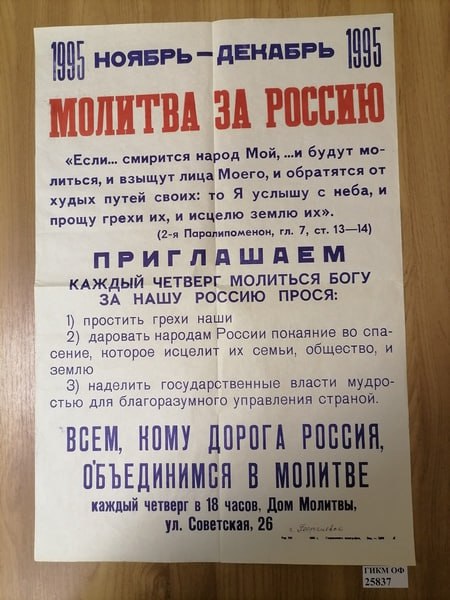 1995 НОЯБРЬ–ДЕКАБРЬ 1995
МОЛИТВА ЗА РОССИЮ
«Если... смирится народ Мой, ...и будут мо-
литься, и взыщут лица Моего, и обратятся от
худых путей своих: то Я услышу с неба, и
прощу грехи их, и исцелю землю их».
(2-я Паралипоменон, гл. 7, ст. 13—14)
ПРИГЛАШАЕМ
КАЖДЫЙ ЧЕТВЕРГ МОЛИТЬСЯ БОГУ
ЗА НАШУ РОССИЮ ПРОСЯ:
1) простить грехи наши
2) даровать народам России покаяние во спа-
сение, которое исцелит их семьи, общество, и
землю
3) наделить государственные власти мудро-
стью для благоразумного управления страной.
ВСЕМ, КОМУ ДОРОГА РОССИЯ,
ОБЪЕДИНИМСЯ В МОЛИТВЕ
каждый четверг в 18 часов, Дом Молитвы,
ул. Советская, 26
ГИКМ ОФ
25837